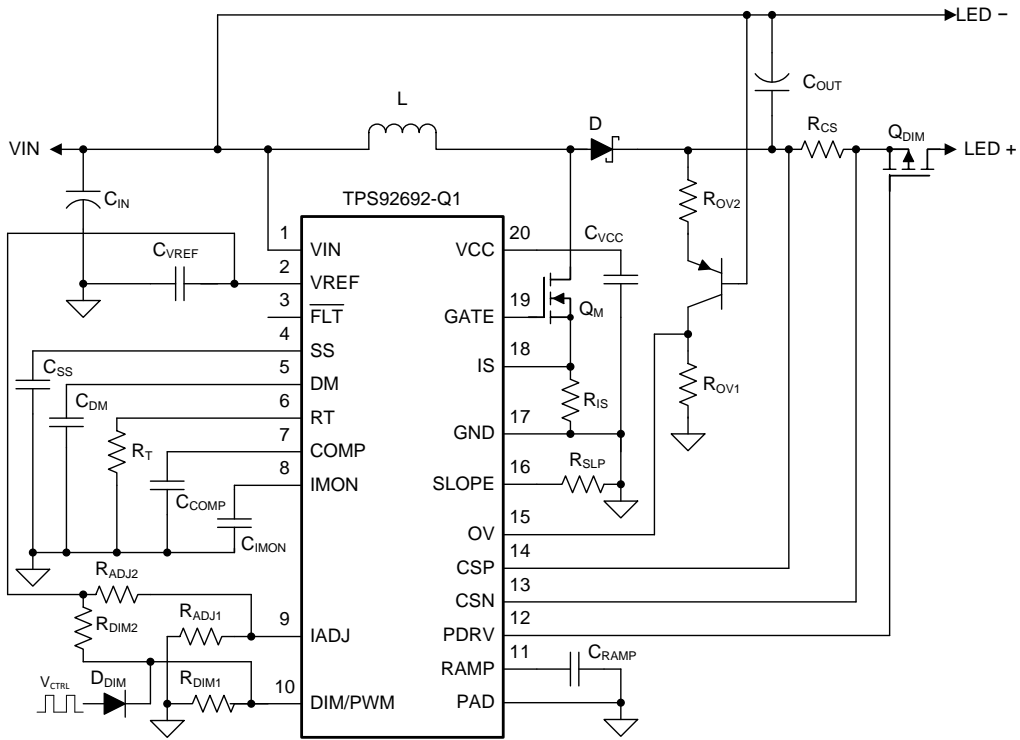 LED −
C_OUT
L
D
R_CS
Q_DIM
VIN
LED +
C_IN
R_OV2
TPS92692-Q1
C_VREF
1 VIN
20 VCC
C_VCC
2 VREF
3 FLT
19 GATE
Q_M
4 SS
C_SS
18 IS
5 DM
C_DM
R_IS
R_OV1
6 RT
R_T
17 GND
7 COMP
C_COMP
16 SLOPE
R_SLP
8 IMON
C_IMON
15 OV
14 CSP
R_ADJ2
13 CSN
R_ADJ1
R_DIM2
9 IADJ
12 PDRV
11 RAMP
C_RAMP
V_CTRL
D_DIM
R_DIM1
10 DIM/PWM
PAD